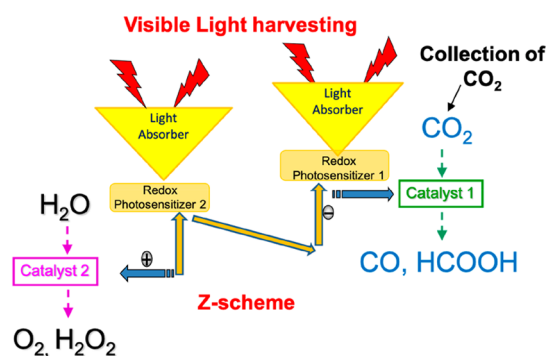 Visible Light harvesting
Collection of
CO₂
Light
Absorber
Light
Absorber
CO₂
Redox
Photosensitizer 1
Redox
Photosensitizer 2
Catalyst 1
H₂O
⊖
⊕
Catalyst 2
CO, HCOOH
Z-scheme
O₂, H₂O₂